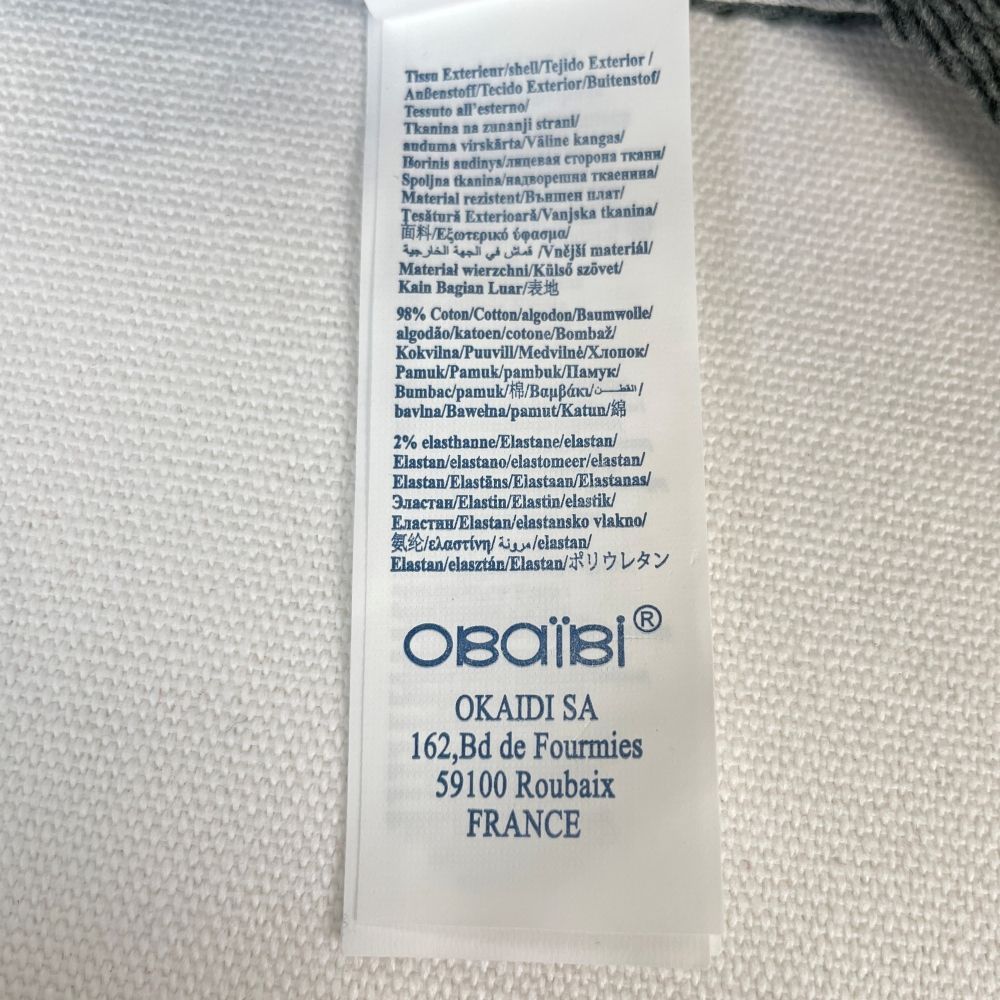 Tissu Exterieur/shell/Tejido Exterior /
Außenstoff/Tecido Exterior/Buitenstof/
Tessuto all'esterno/
Tkanina na zunanji strani/
auduma virskārta/Väline kangas/
Išorinis audinys/лицевая сторона ткани/
Spoljna tkanina/надворешна ткаенина/
Material rezistent/Външен плат/
Ţesătură Exterioară/Vanjska tkanina/
面料/Εξωτερικό ύφασμα/
قماش في الجهة الخارجية /Vnější materiál/
Materiał wierzchni/Külső szövet/
Kain Bagian Luar/表地
98% Coton/Cotton/algodon/Baumwolle/
algodão/katoen/cotone/Bombaž/
Kokvilna/Puuvill/Medvilnė/Хлопок/
Pamuk/Pamuk/pambuk/Памук/
Bumbac/pamuk/棉/Βαμβάκι/القطــــن/
bavlna/Bawełna/pamut/Katun/綿
2% elasthanne/Elastane/elastan/
Elastan/elastano/elastomeer/elastan/
Elastan/Elastāns/Elastaan/Elastanas/
Эластан/Elastin/Elastin/elastik/
Еластян/Elastan/elastansko vlakno/
氨纶/ελαστίνη/مرونة/elastan/
Elastan/elasztán/Elastan/ポリウレタン
OBaïBi®
OKAIDI SA
162,Bd de Fourmies
59100 Roubaix
FRANCE